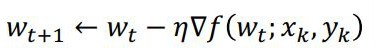 wₜ₊₁ ← wₜ − η∇f(wₜ; xₖ, yₖ)